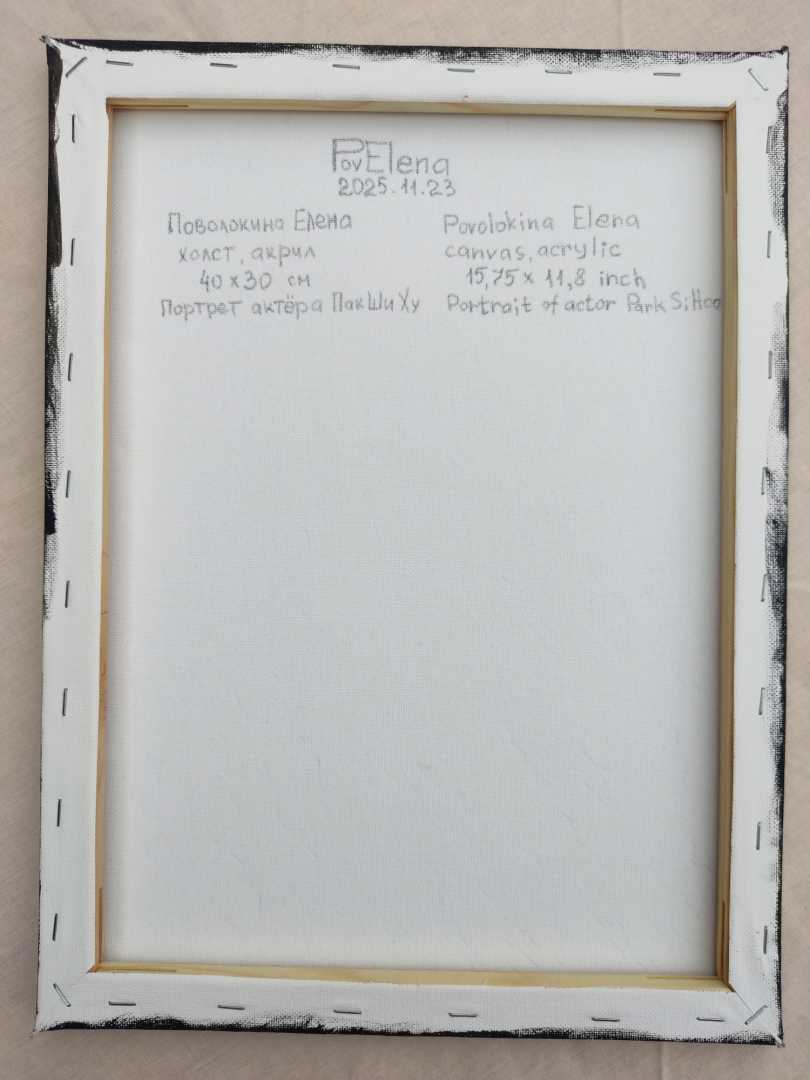 PovElena
2025.11.23
Поволокина Елена
холст, акрил
40 х 30 см
Портрет актёра Пак Ши Ху
Povolokina Elena
canvas, acrylic
15,75 x 11,8 inch
Portrait of actor Park Si Hoo